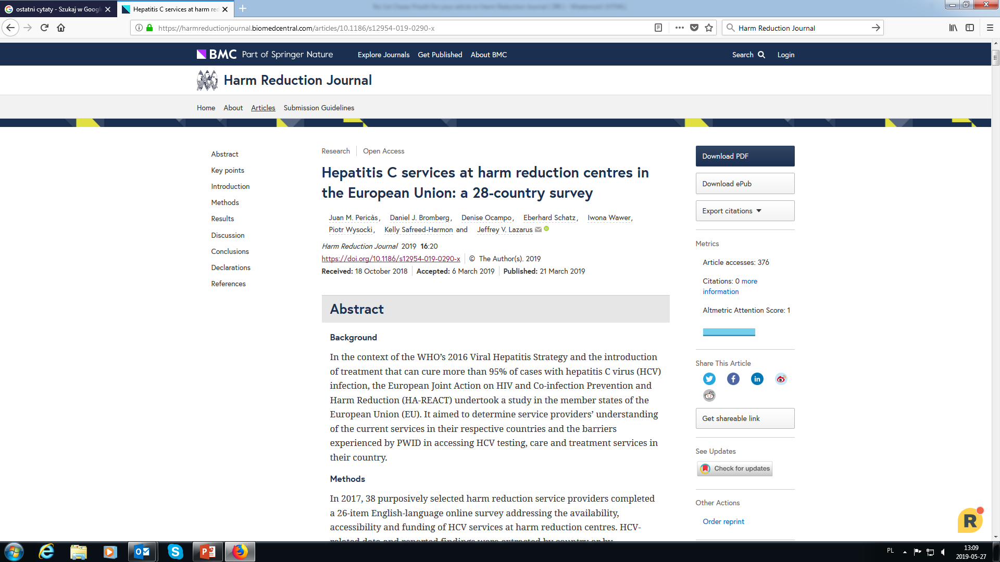 ostatni cytaty - Szukaj w Googl
Hepatitis C services at harm red
https://harmreductionjournal.biomedcentral.com/articles/10.1186/s12954-019-0290-x
Harm Reduction Journal
BMC Part of Springer Nature
Explore Journals Get Published About BMC
Search Login
Harm Reduction Journal
Home About Articles Submission Guidelines
Abstract
Key points
Introduction
Methods
Results
Discussion
Conclusions
Declarations
References
Research Open Access
Hepatitis C services at harm reduction centres in
the European Union: a 28-country survey
Juan M. Pericàs, Daniel J. Bromberg, Denise Ocampo, Eberhard Schatz, Iwona Wawer,
Piotr Wysocki, Kelly Safreed-Harmon and Jeffrey V. Lazarus
Harm Reduction Journal 2019 16:20
https://doi.org/10.1186/s12954-019-0290-x © The Author(s). 2019
Received: 18 October 2018 Accepted: 6 March 2019 Published: 21 March 2019
Abstract
Background
In the context of the WHO’s 2016 Viral Hepatitis Strategy and the introduction
of treatment that can cure more than 95% of cases with hepatitis C virus (HCV)
infection, the European Joint Action on HIV and Co-infection Prevention and
Harm Reduction (HA-REACT) undertook a study in the member states of the
European Union (EU). It aimed to determine service providers’ understanding
of the current services in their respective countries and the barriers
experienced by PWID in accessing HCV testing, care and treatment services in
their country.
Methods
In 2017, 38 purposively selected harm reduction service providers completed
a 26-item English-language online survey addressing the availability,
accessibility and funding of HCV services at harm reduction centres. HCV-
related data and reported findings were extracted by country or by
Download PDF
Download ePub
Export citations
Metrics
Article accesses: 376
Citations: 0 more
information
Altmetric Attention Score: 1
Share This Article
Get shareable link
See Updates
Check for updates
Other Actions
Order reprint
R
PL
13:09
2019-05-27